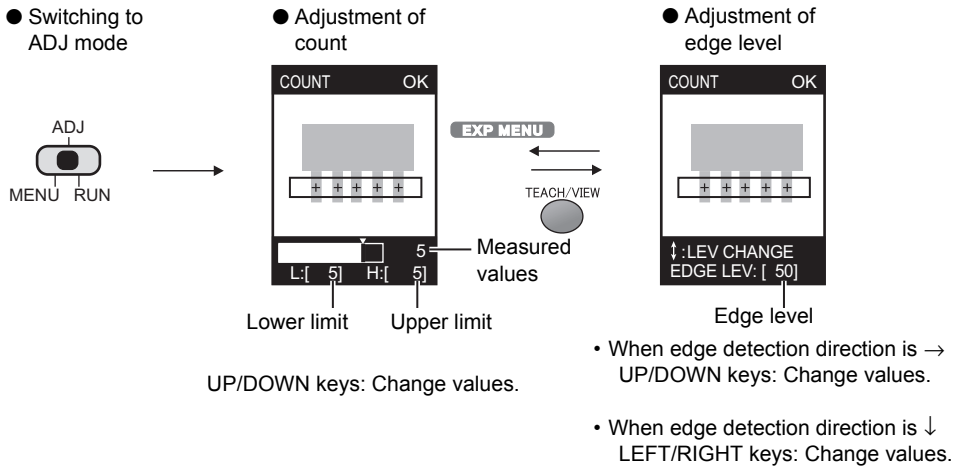 ● Switching to
ADJ mode
ADJ
MENU RUN
● Adjustment of
count
COUNT OK
+ + + + +
5
L:[ 5] H:[ 5]
Measured
values
Lower limit Upper limit
UP/DOWN keys: Change values.
EXP MENU
TEACH/VIEW
● Adjustment of
edge level
COUNT OK
+ + + + +
↕:LEV CHANGE
EDGE LEV: [ 50]
Edge level
• When edge detection direction is →
UP/DOWN keys: Change values.
• When edge detection direction is ↓
LEFT/RIGHT keys: Change values.